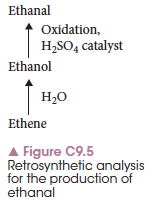 Ethanal
Oxidation,
H₂SO₄ catalyst
Ethanol
H₂O
Ethene
▲ Figure C9.5
Retrosynthetic analysis
for the production of
ethanal